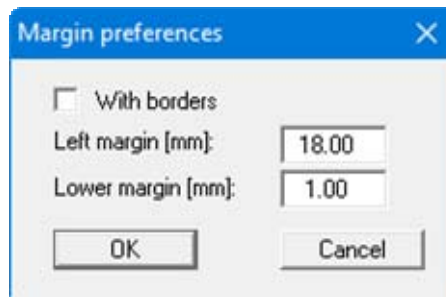 Margin preferences
With borders
Left margin [mm]: 18.00
Lower margin [mm]: 1.00
OK Cancel